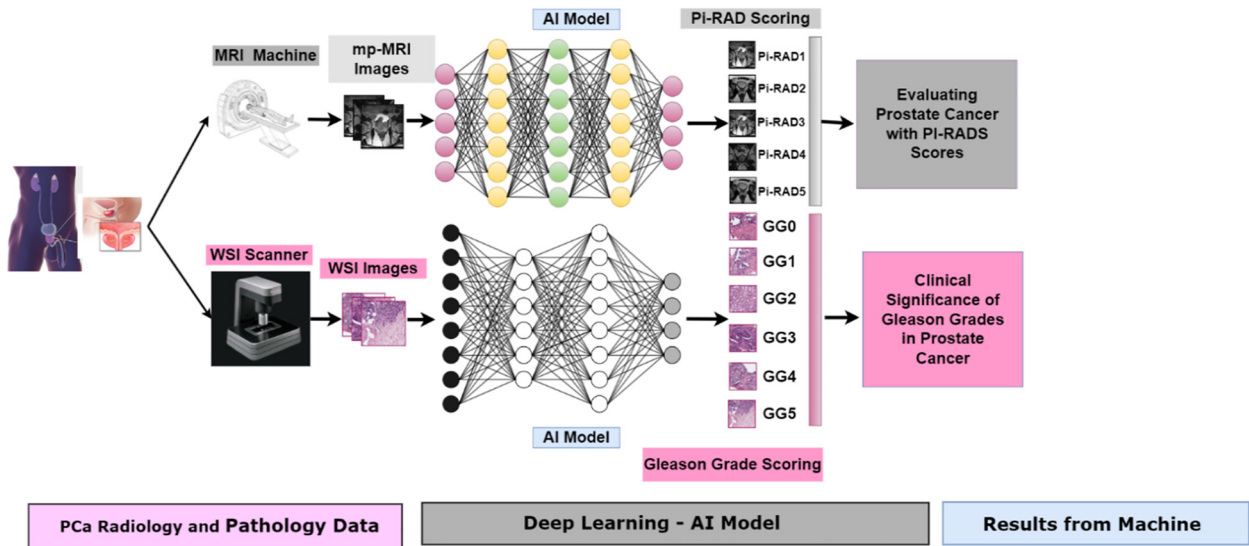 AI Model
Pi-RAD Scoring
MRI Machine
mp-MRI
Images
Pi-RAD1
Pi-RAD2
Pi-RAD3
Pi-RAD4
Pi-RAD5
Evaluating
Prostate Cancer
with PI-RADS
Scores
WSI Scanner
WSI Images
GG0
GG1
GG2
GG3
GG4
GG5
Clinical
Significance of
Gleason Grades
in Prostate
Cancer
AI Model
Gleason Grade Scoring
PCa Radiology and Pathology Data
Deep Learning - AI Model
Results from Machine